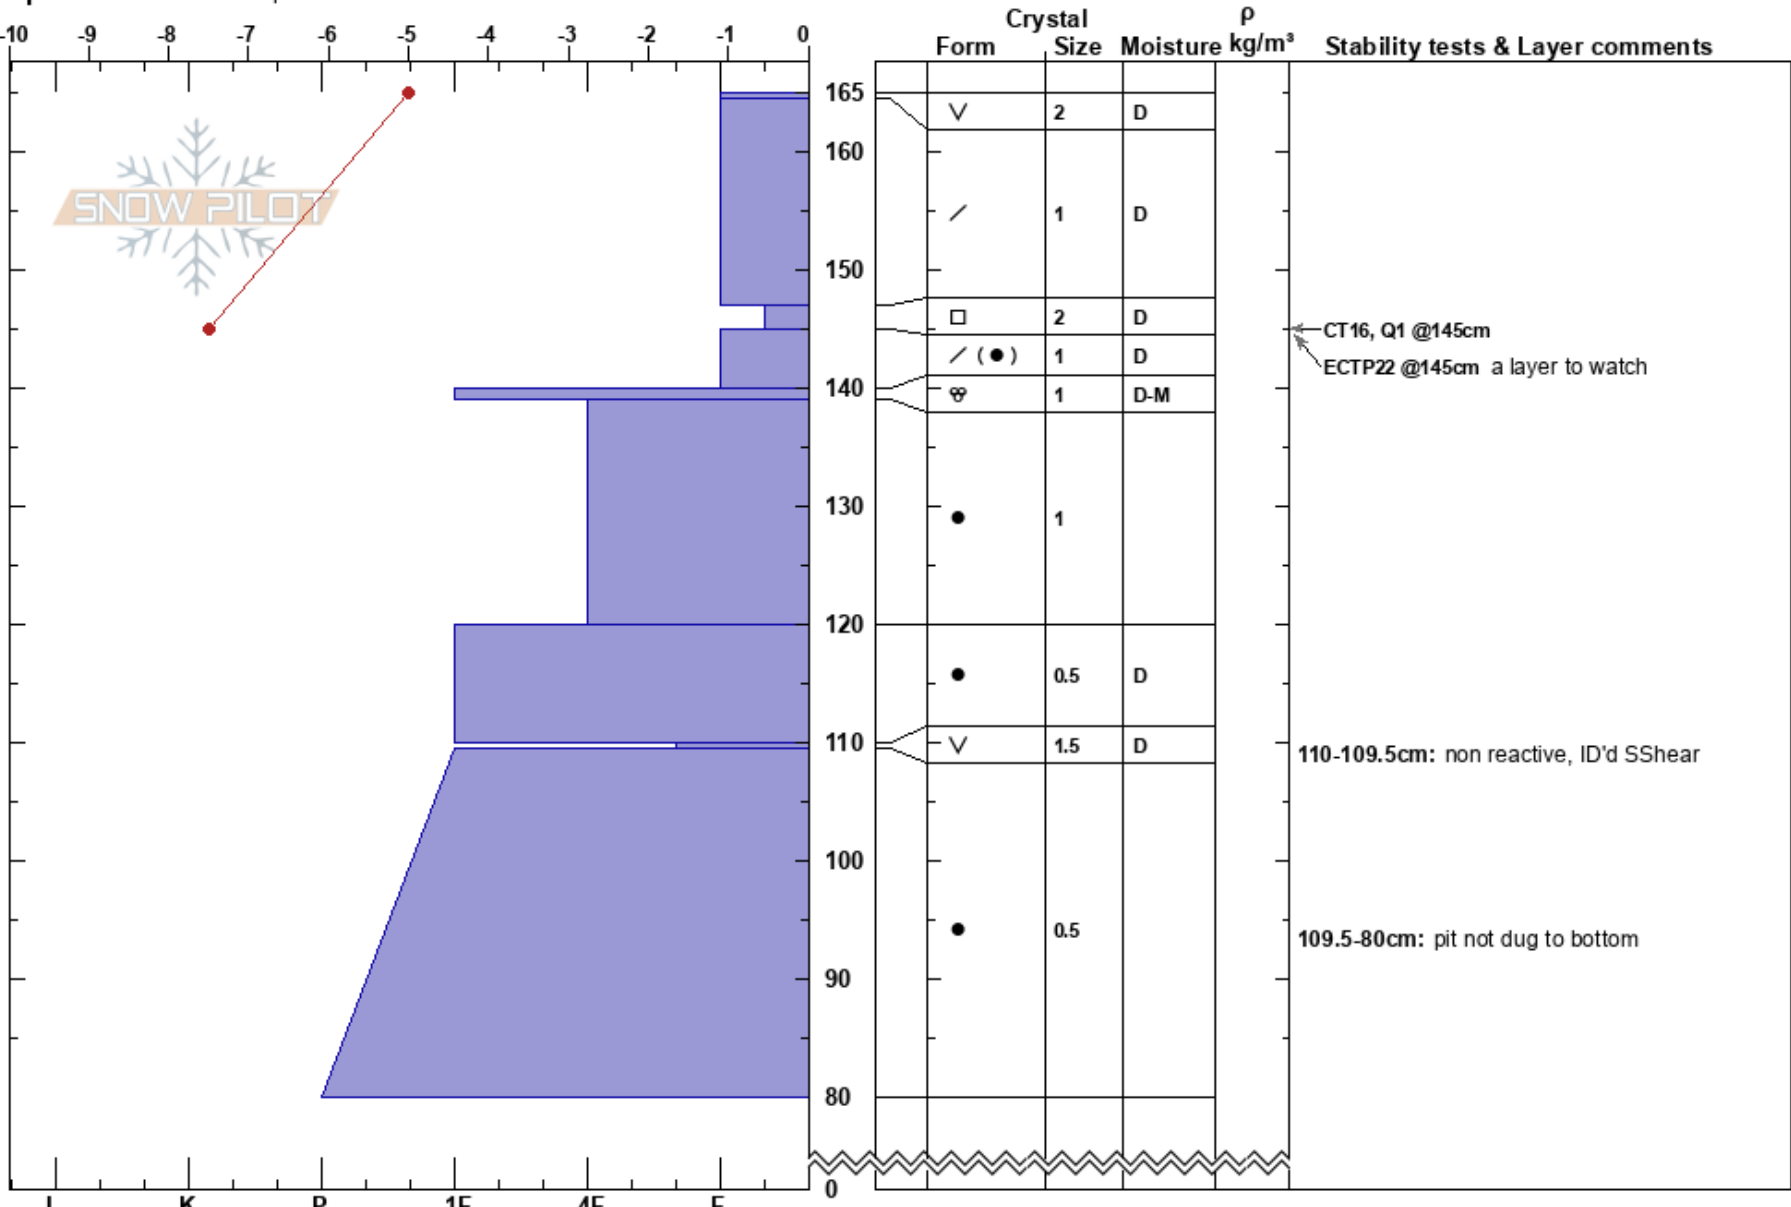 -10 -9 -8 -7 -6 -5 -4 -3 -2 -1 0
Crystal ρ
Form Size Moisture kg/m³ Stability tests & Layer comments
165
2 D
160
SNOW PILOT
1 D
150
2 D
CT16, Q1 @145cm
1 D
ECTP22 @145cm a layer to watch
140
1 D-M
130
1
120
0.5 D
110
1.5 D
110-109.5cm: non reactive, ID'd SShear
100
0.5
109.5-80cm: pit not dug to bottom
90
80
0
I K P 1F 4F F